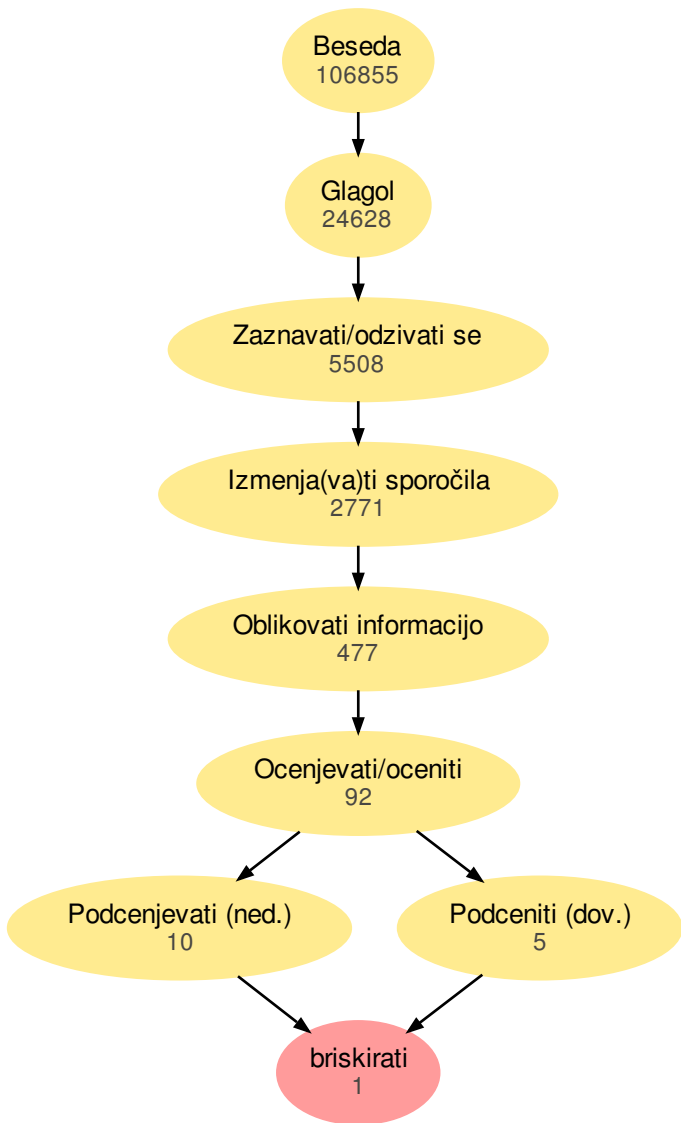 Beseda
106855
Glagol
24628
Zaznavati/odzivati se
5508
Izmenja(va)ti sporočila
2771
Oblikovati informacijo
477
Ocenjevati/oceniti
92
Podcenjevati (ned.)
10
Podceniti (dov.)
5
briskirati
1